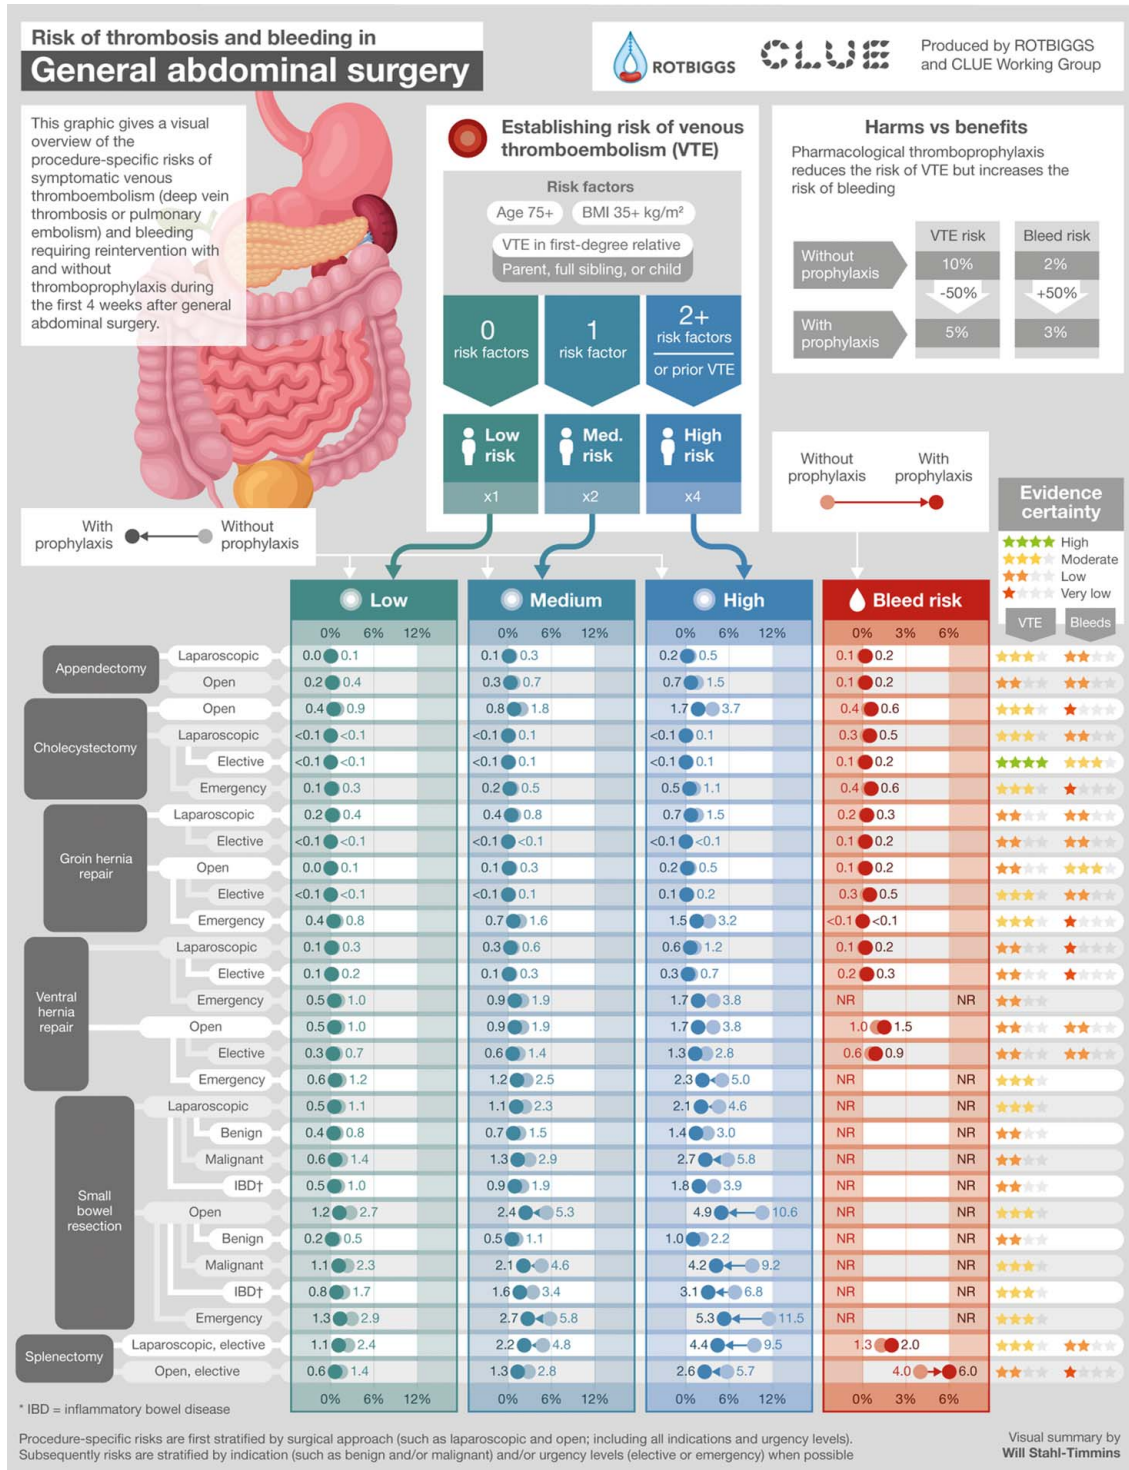 Risk of thrombosis and bleeding in
General abdominal surgery
ROTBIGGS
CLUE
Produced by ROTBIGGS
and CLUE Working Group
This graphic gives a visual
overview of the
procedure-specific risks of
symptomatic venous
thromboembolism (deep vein
thrombosis or pulmonary
embolism) and bleeding
requiring reintervention with
and without
thromboprophylaxis during
the first 4 weeks after general
abdominal surgery.
Establishing risk of venous
thromboembolism (VTE)
Risk factors
Age 75+ BMI 35+ kg/m²
VTE in first-degree relative
Parent, full sibling, or child
0
risk factors
1
risk factor
2+
risk factors
or prior VTE
Low
risk
x1
Med.
risk
x2
High
risk
x4
Harms vs benefits
Pharmacological thromboprophylaxis
reduces the risk of VTE but increases the
risk of bleeding
VTE risk Bleed risk
Without
prophylaxis
10% 2%
-50% +50%
With
prophylaxis
5% 3%
With
prophylaxis
Without
prophylaxis
Without
prophylaxis
With
prophylaxis
Evidence
certainty
High
Moderate
Low
Very low
VTE Bleeds
Low Medium High Bleed risk
0% 6% 12% 0% 6% 12% 0% 6% 12% 0% 3% 6%
Appendectomy
Laparoscopic 0.0 0.1 0.1 0.3 0.2 0.5 0.1 0.2
Open 0.2 0.4 0.3 0.7 0.7 1.5 0.1 0.2
Cholecystectomy
Open 0.4 0.9 0.8 1.8 1.7 3.7 0.4 0.6
Laparoscopic <0.1 <0.1 <0.1 0.1 <0.1 0.1 0.3 0.5
Elective <0.1 <0.1 <0.1 0.1 <0.1 0.1 0.1 0.2
Emergency 0.1 0.3 0.2 0.5 0.5 1.1 0.4 0.6
Groin hernia
repair
Laparoscopic 0.2 0.4 0.4 0.8 0.7 1.5 0.2 0.3
Elective <0.1 <0.1 <0.1 <0.1 <0.1 <0.1 0.1 0.2
Open 0.0 0.1 0.1 0.3 0.2 0.5 0.1 0.2
Elective <0.1 <0.1 <0.1 0.1 0.1 0.2 0.3 0.5
Emergency 0.4 0.8 0.7 1.6 1.5 3.2 <0.1 <0.1
Ventral
hernia
repair
Laparoscopic 0.1 0.3 0.3 0.6 0.6 1.2 0.1 0.2
Elective 0.1 0.2 0.1 0.3 0.3 0.7 0.2 0.3
Emergency 0.5 1.0 0.9 1.9 1.7 3.8 NR NR
Open 0.5 1.0 0.9 1.9 1.7 3.8 1.0 1.5
Elective 0.3 0.7 0.6 1.4 1.3 2.8 0.6 0.9
Emergency 0.6 1.2 1.2 2.5 2.3 5.0 NR NR
Small
bowel
resection
Laparoscopic 0.5 1.1 1.1 2.3 2.1 4.6 NR NR
Benign 0.4 0.8 0.7 1.5 1.4 3.0 NR NR
Malignant 0.6 1.4 1.3 2.9 2.7 5.8 NR NR
IBD† 0.5 1.0 0.9 1.9 1.8 3.9 NR NR
Open 1.2 2.7 2.4 5.3 4.9 10.6 NR NR
Benign 0.2 0.5 0.5 1.1 1.0 2.2 NR NR
Malignant 1.1 2.3 2.1 4.6 4.2 9.2 NR NR
IBD† 0.8 1.7 1.6 3.4 3.1 6.8 NR NR
Emergency 1.3 2.9 2.7 5.8 5.3 11.5 NR NR
Splenectomy
Laparoscopic, elective 1.1 2.4 2.2 4.8 4.4 9.5 1.3 2.0
Open, elective 0.6 1.4 1.3 2.8 2.6 5.7 4.0 6.0
0% 6% 12% 0% 6% 12% 0% 6% 12% 0% 3% 6%
* IBD = inflammatory bowel disease
Procedure-specific risks are first stratified by surgical approach (such as laparoscopic and open; including all indications and urgency levels).
Subsequently risks are stratified by indication (such as benign and/or malignant) and/or urgency levels (elective or emergency) when possible
Visual summary by
Will Stahl-Timmins